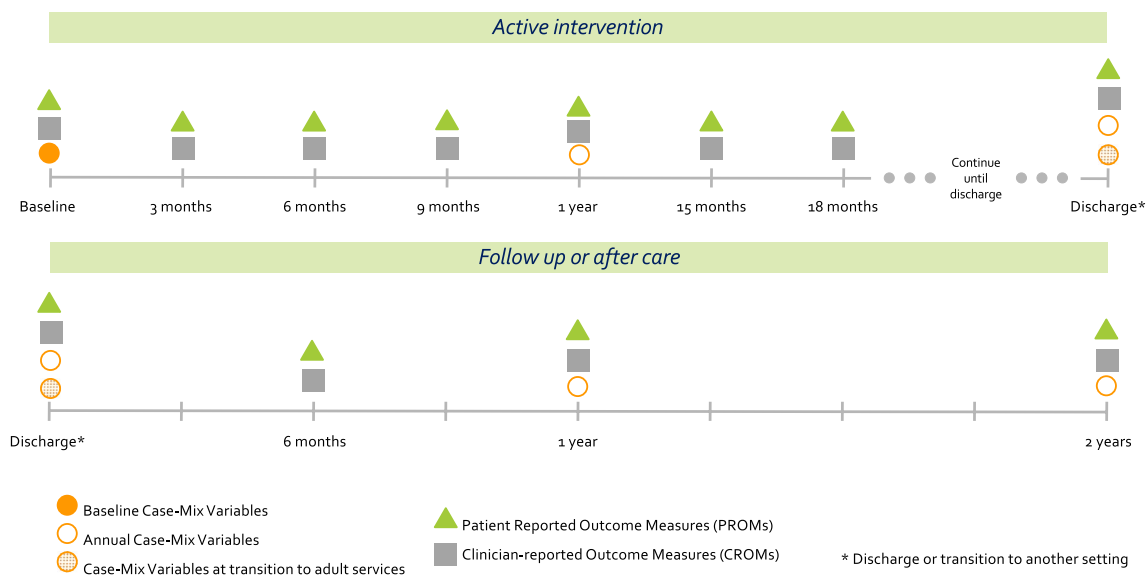 Active intervention
Continue
until
discharge
Baseline
3 months
6 months
9 months
1 year
15 months
18 months
Discharge*
Follow up or after care
Discharge*
6 months
1 year
2 years
Baseline Case-Mix Variables
Annual Case-Mix Variables
Case-Mix Variables at transition to adult services
Patient Reported Outcome Measures (PROMs)
Clinician-reported Outcome Measures (CROMs)
* Discharge or transition to another setting